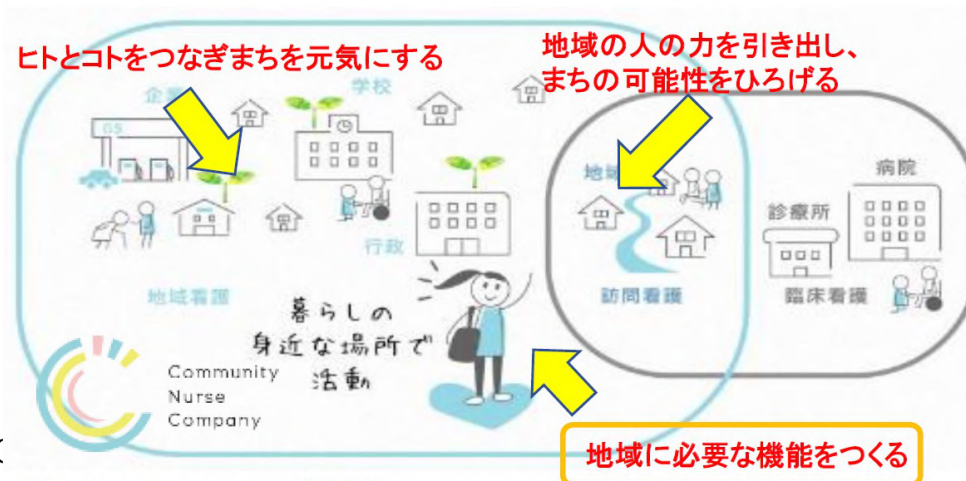 ヒトとコトをつなぎまちを元気にする
地域の人の力を引き出し、
まちの可能性をひろげる
学校
GS
病院
診療所
行政
地域看護
訪問看護
臨床看護
暮らしの
身近な場所で
活動
Community
Nurse
Company
地域に必要な機能をつくる